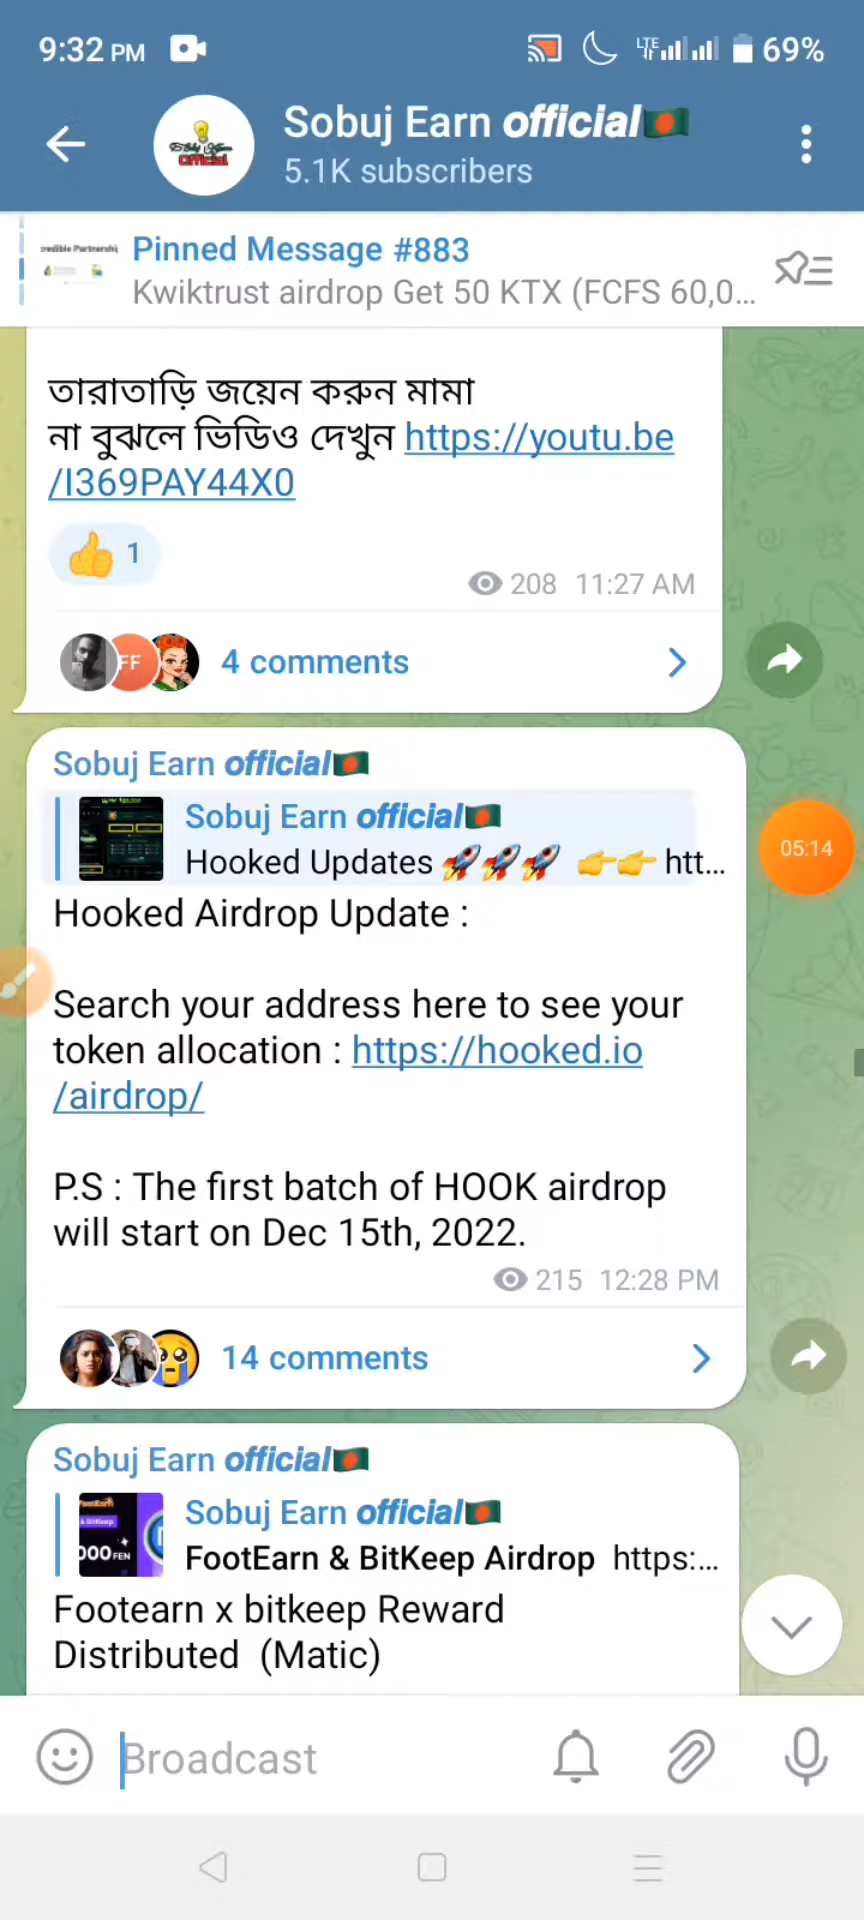 9:32 PM LTE 69%
Sobuj Earn official
5.1K subscribers
Pinned Message #883
Kwiktrust airdrop Get 50 KTX (FCFS 60,0...
তারাতাড়ি জয়েন করুন মামা
না বুঝলে ভিডিও দেখুন https://youtu.be
/I369PAY44X0
👍 1
208 11:27 AM
FF 4 comments
Sobuj Earn official🇧🇩
Sobuj Earn official🇧🇩
Hooked Updates 🚀🚀🚀 👉👉 htt...
05:14
Hooked Airdrop Update :
Search your address here to see your
token allocation : https://hooked.io
/airdrop/
P.S : The first batch of HOOK airdrop
will start on Dec 15th, 2022.
215 12:28 PM
14 comments
Sobuj Earn official🇧🇩
Sobuj Earn official🇧🇩
FootEarn & BitKeep Airdrop https:...
Footearn x bitkeep Reward
Distributed (Matic)
Broadcast